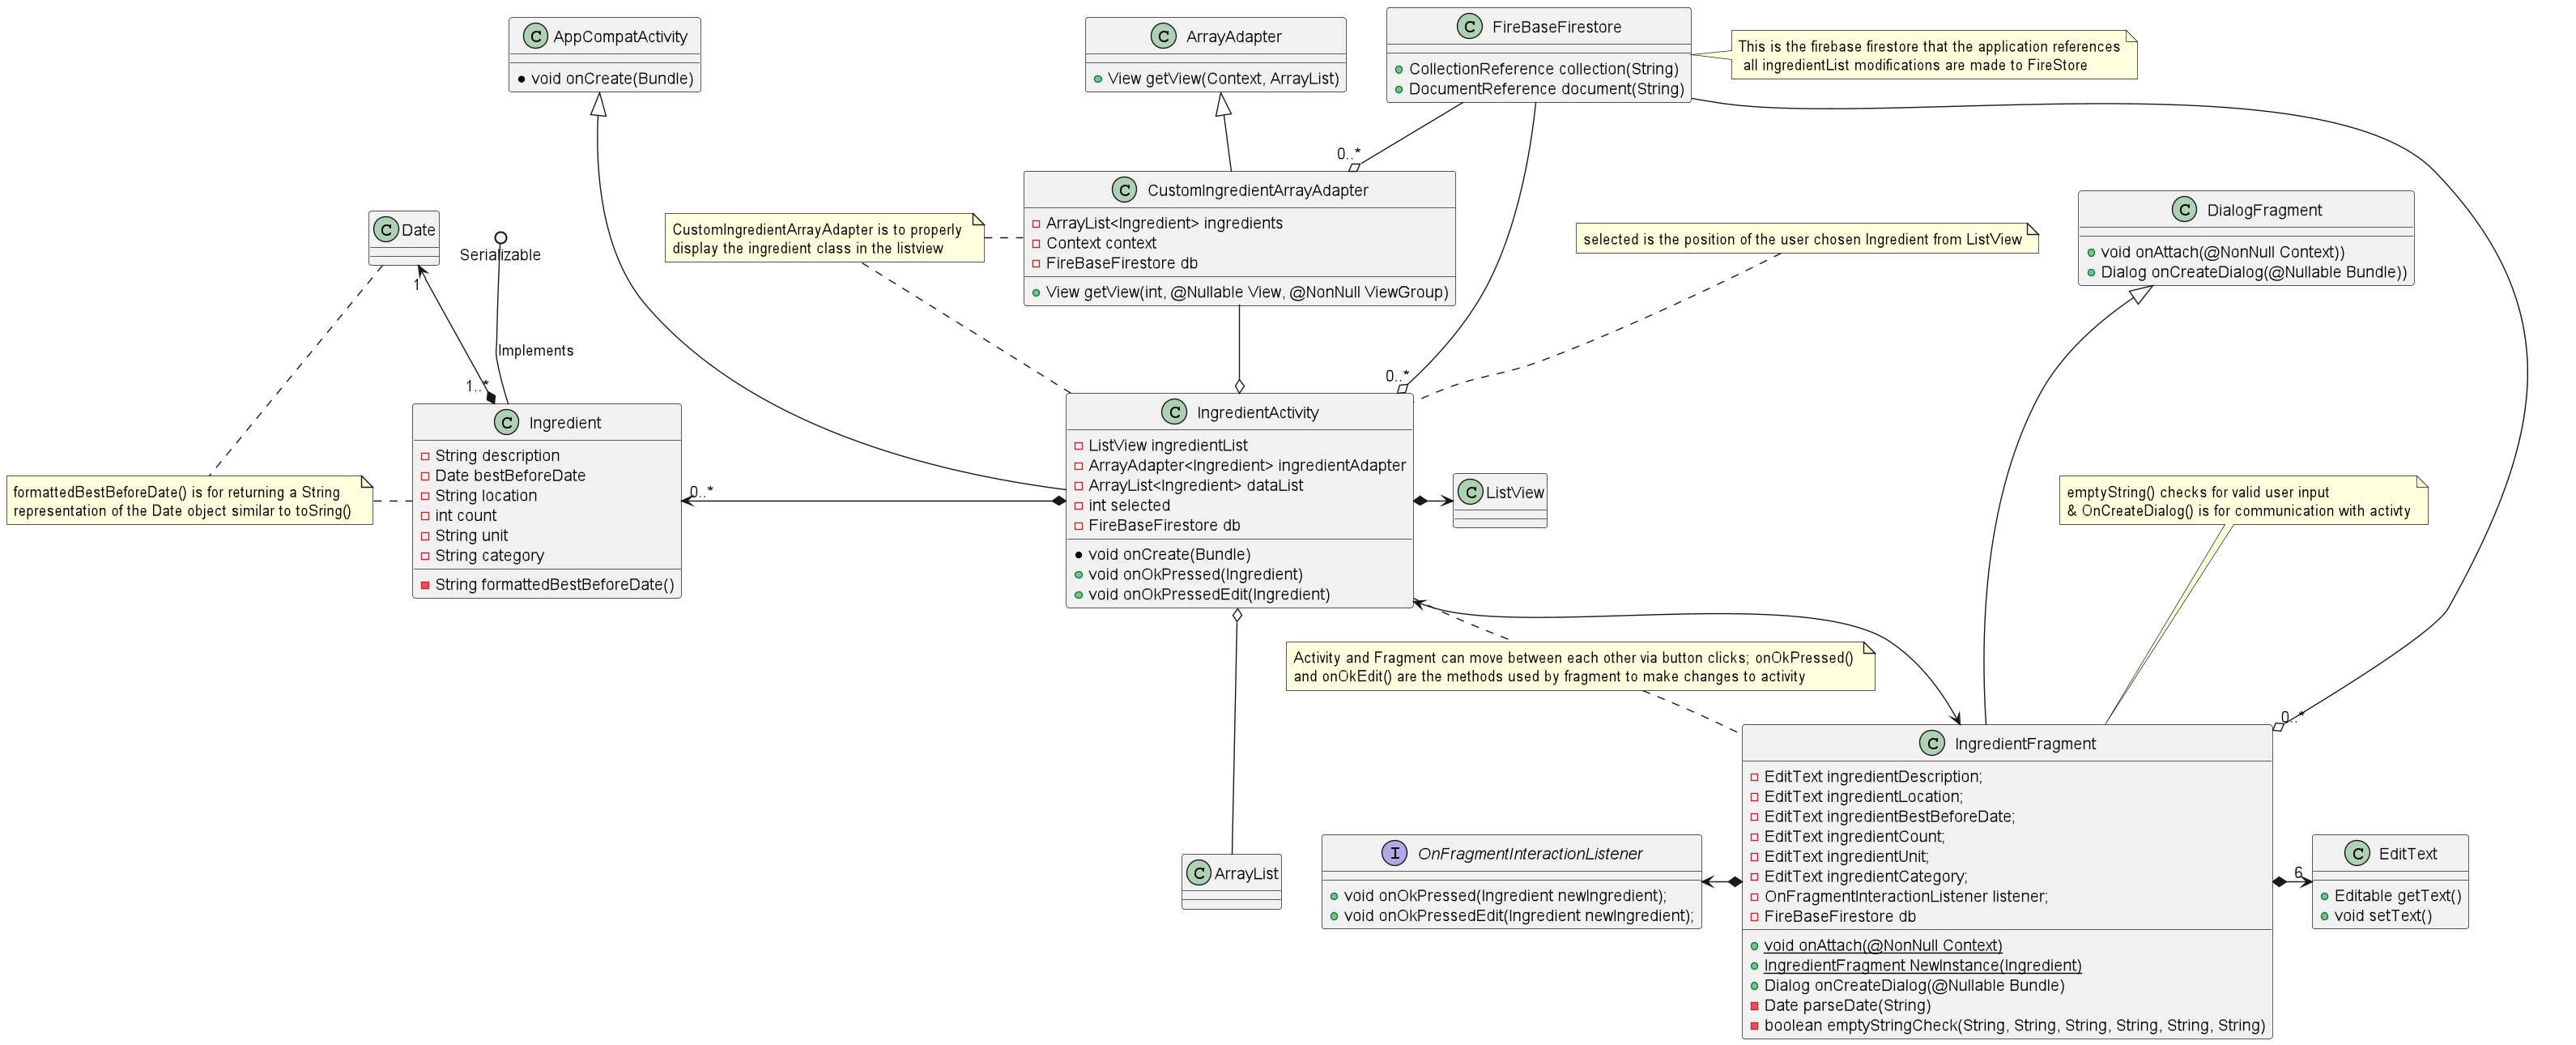 C AppCompatActivity
void onCreate(Bundle)
C ArrayAdapter
View getView(Context, ArrayList)
C FireBaseFirestore
CollectionReference collection(String)
DocumentReference document(String)
This is the firebase firestore that the application references
all ingredientList modifications are made to FireStore
0..*
C CustomIngredientArrayAdapter
ArrayList<Ingredient> ingredients
Context context
FireBaseFirestore db
View getView(int, @Nullable View, @NonNull ViewGroup)
CustomIngredientArrayAdapter is to properly
display the ingredient class in the listview
selected is the position of the user chosen Ingredient from ListView
C DialogFragment
void onAttach(@NonNull Context))
Dialog onCreateDialog(@Nullable Bundle))
C Date
Serializable
1
Implements
1..*
0..*
C Ingredient
String description
Date bestBeforeDate
String location
int count
String unit
String category
String formattedBestBeforeDate()
formattedBestBeforeDate() is for returning a String
representation of the Date object similar to toSring()
0..*
C IngredientActivity
ListView ingredientList
ArrayAdapter<Ingredient> ingredientAdapter
ArrayList<Ingredient> dataList
int selected
FireBaseFirestore db
void onCreate(Bundle)
void onOkPressed(Ingredient)
void onOkPressedEdit(Ingredient)
C ListView
emptyString() checks for valid user input
& OnCreateDialog() is for communication with activty
Activity and Fragment can move between each other via button clicks; onOkPressed()
and onOkEdit() are the methods used by fragment to make changes to activity
0..*
C ArrayList
I OnFragmentInteractionListener
void onOkPressed(Ingredient newIngredient);
void onOkPressedEdit(Ingredient newIngredient);
C IngredientFragment
EditText ingredientDescription;
EditText ingredientLocation;
EditText ingredientBestBeforeDate;
EditText ingredientCount;
EditText ingredientUnit;
EditText ingredientCategory;
OnFragmentInteractionListener listener;
FireBaseFirestore db
void onAttach(@NonNull Context)
IngredientFragment NewInstance(Ingredient)
Dialog onCreateDialog(@Nullable Bundle)
Date parseDate(String)
boolean emptyStringCheck(String, String, String, String, String, String)
6
C EditText
Editable getText()
void setText()